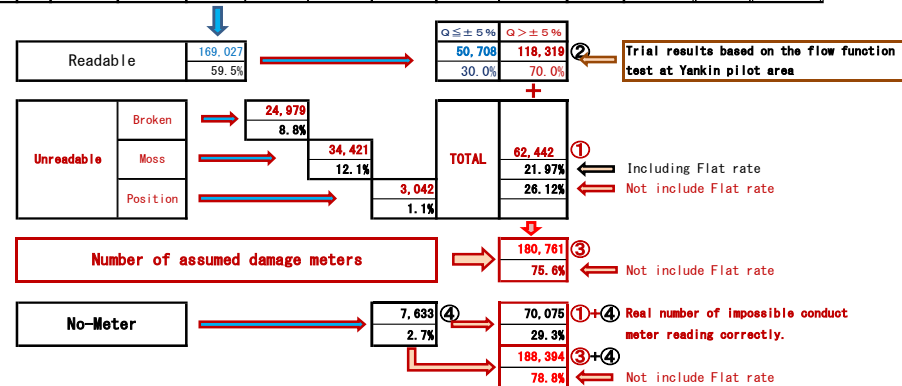 Q≦±5% Q>±5%
Readable 169,027 50,708 118,319 ② Trial results based on the flow function
59.5% 30.0% 70.0% test at Yankin pilot area
+
Broken 24,979
8.8%
Unreadable Moss 34,421 TOTAL 62,442 ①
12.1% 21.97% Including Flat rate
Position 3,042 26.12% Not include Flat rate
1.1%
Number of assumed damage meters 180,761 ③
75.6% Not include Flat rate
No-Meter 7,633 ④ 70,075 ①+④ Real number of impossible conduct
2.7% 29.3% meter reading correctly.
188,394 ③+④
78.8% Not include Flat rate